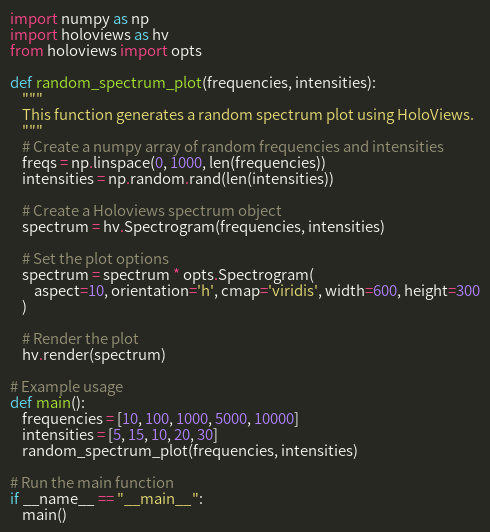 import numpy as np
import holoviews as hv
from holoviews import opts

def random_spectrum_plot(frequencies, intensities):
    """
    This function generates a random spectrum plot using HoloViews.
    """
    # Create a numpy array of random frequencies and intensities
    freqs = np.linspace(0, 1000, len(frequencies))
    intensities = np.random.rand(len(intensities))

    # Create a Holoviews spectrum object
    spectrum = hv.Spectrogram(frequencies, intensities)

    # Set the plot options
    spectrum = spectrum * opts.Spectrogram(
        aspect=10, orientation='h', cmap='viridis', width=600, height=300
    )

    # Render the plot
    hv.render(spectrum)

# Example usage
def main():
    frequencies = [10, 100, 1000, 5000, 10000]
    intensities = [5, 15, 10, 20, 30]
    random_spectrum_plot(frequencies, intensities)

# Run the main function
if __name__ == "__main__":
    main()